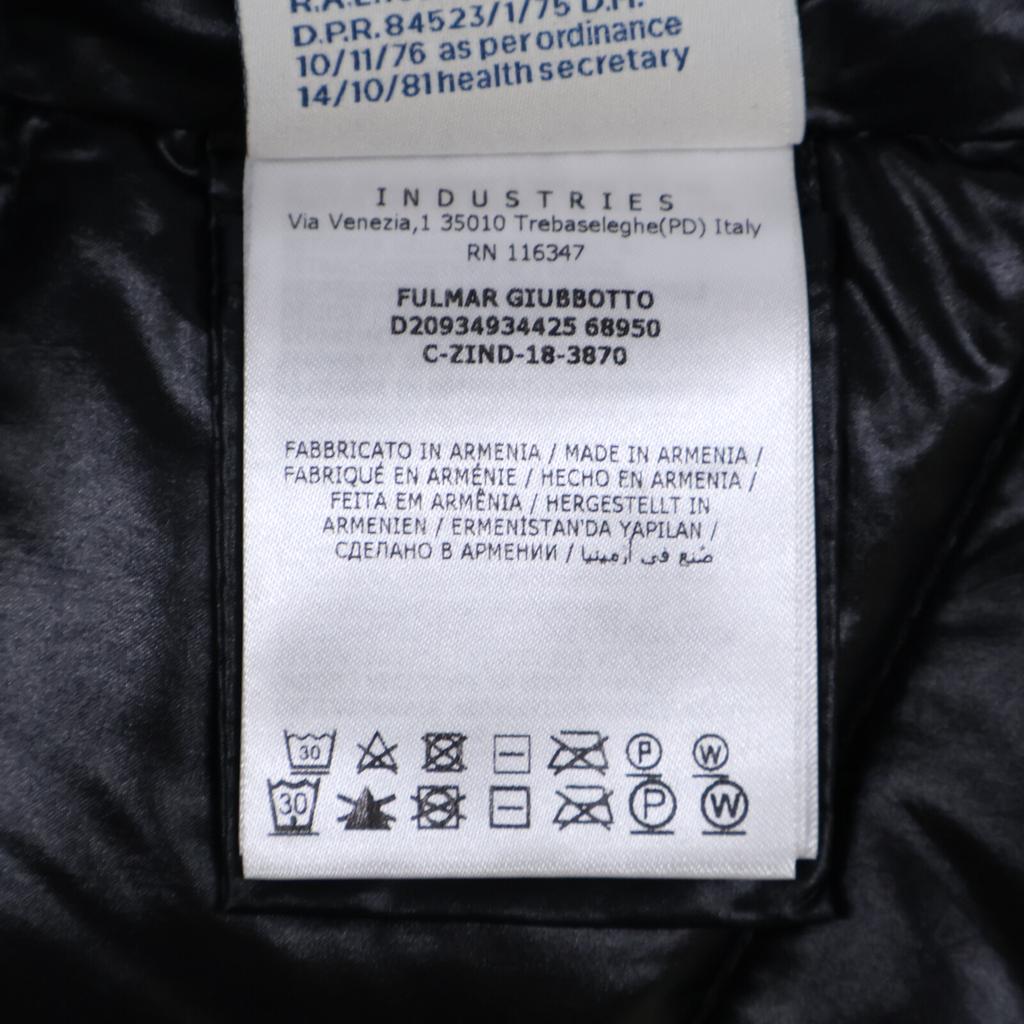 D.P.R. 84523/1/75 D.M.
10/11/76 as per ordinance
14/10/81 health secretary
INDUSTRIES
Via Venezia,1 35010 Trebaseleghe(PD) Italy
RN 116347
FULMAR GIUBBOTTO
D20934934425 68950
C-ZIND-18-3870
FABBRICATO IN ARMENIA / MADE IN ARMENIA /
FABRIQUÉ EN ARMÉNIE / HECHO EN ARMENIA /
FEITA EM ARMÊNIA / HERGESTELLT IN
ARMENIEN / ERMENİSTAN'DA YAPILAN /
СДЕЛАНО В АРМЕНИИ / صُنع في أرمينيا
30 P W
30 P W